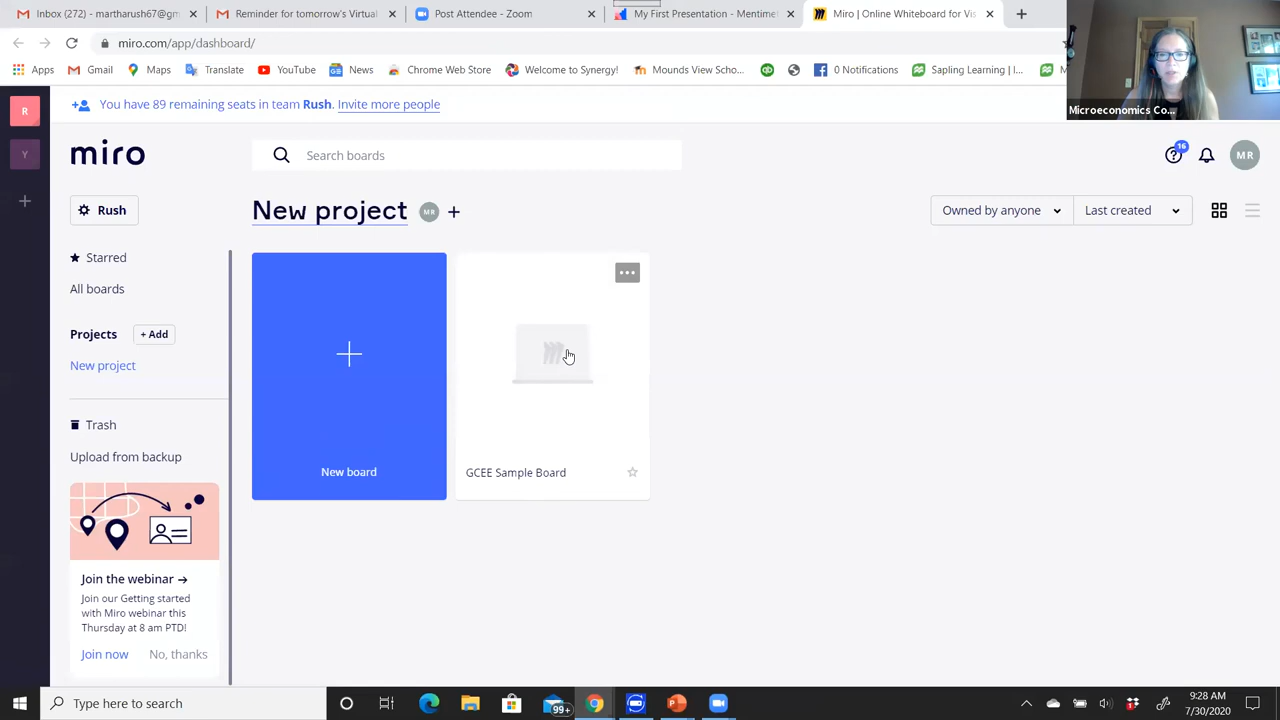 Inbox (272) - martharush67@gm
Reminder for tomorrow's Virtual
Post Attendee - Zoom
My First Presentation - Mentimet
Miro | Online Whiteboard for Vis
miro.com/app/dashboard/
Apps
Gmail
Maps
Translate
YouTube
News
Chrome Web Store
Welcome to Synergy!
Mounds View Scho...
0 Notifications
Sapling Learning | I...
Microeconomics Co...
R
You have 89 remaining seats in team Rush. Invite more people
Y
miro
Search boards
16
MR
Rush
New project
MR
Owned by anyone
Last created
Starred
All boards
Projects
+ Add
New project
New board
GCEE Sample Board
Trash
Upload from backup
Join the webinar →
Join our Getting started
with Miro webinar this
Thursday at 8 am PTD!
Join now
No, thanks
Type here to search
99+
9:28 AM
7/30/2020